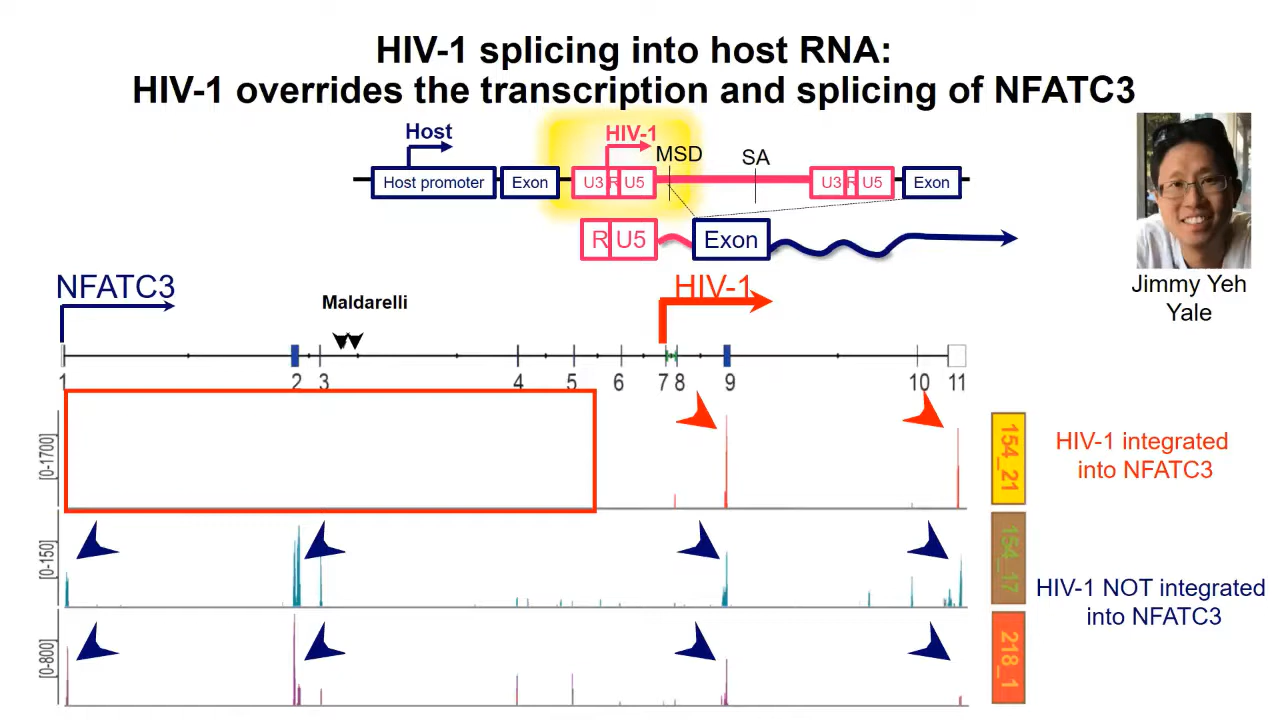 HIV-1 splicing into host RNA:
HIV-1 overrides the transcription and splicing of NFATC3
Host
HIV-1
MSD
SA
Host promoter
Exon
U3 R U5
U3 R U5
Exon
R U5
Exon
Jimmy Yeh
Yale
NFATC3
Maldarelli
HIV-1
1 2 3 4 5 6 7 8 9 10 11
[0-1700]
154_21
HIV-1 integrated
into NFATC3
[0-150]
154_17
HIV-1 NOT integrated
into NFATC3
[0-800]
218_1